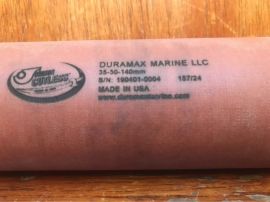 DURAMAX MARINE LLC
35-50-140mm
S/N 190401-0004 157/24
MADE IN USA
www.duramaxmarine.com